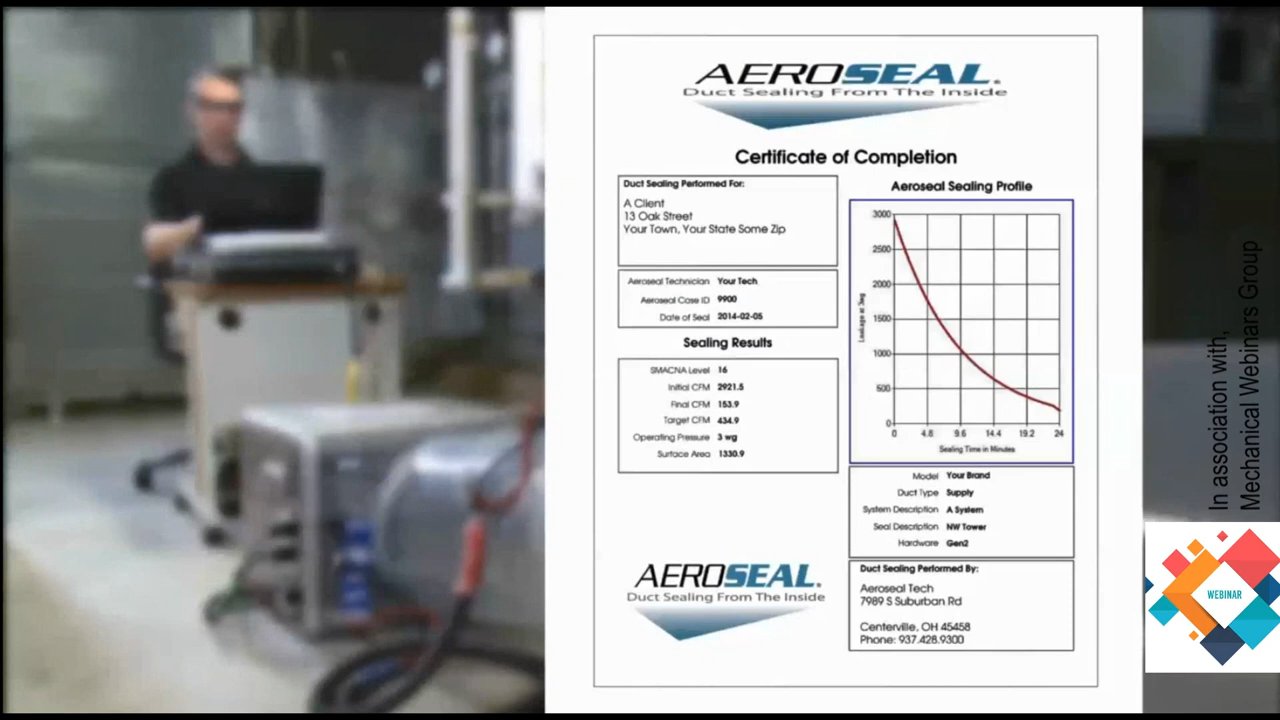 AEROSEAL.
Duct Sealing From The Inside
Certificate of Completion
Duct Sealing Performed For:
A Client
13 Oak Street
Your Town, Your State Some Zip
Aeroseal Technician Your Tech
Aeroseal Case ID 9900
Date of Seal 2014-02-05
Sealing Results
SMACNA Level 16
Initial CFM 2921.5
Final CFM 153.9
Target CFM 434.9
Operating Pressure 3 wg
Surface Area 1330.9
Aeroseal Sealing Profile
Leakage at 3wg
3000
2500
2000
1500
1000
500
0
0 4.8 9.6 14.4 19.2 24
Sealing Time in Minutes
Model Your Brand
Duct Type Supply
System Description A System
Seal Description NW Tower
Hardware Gen2
AEROSEAL.
Duct Sealing From The Inside
Duct Sealing Performed By:
Aeroseal Tech
7989 S Suburban Rd
Centerville, OH 45458
Phone: 937.428.9300
In association with,
Mechanical Webinars Group
WEBINAR